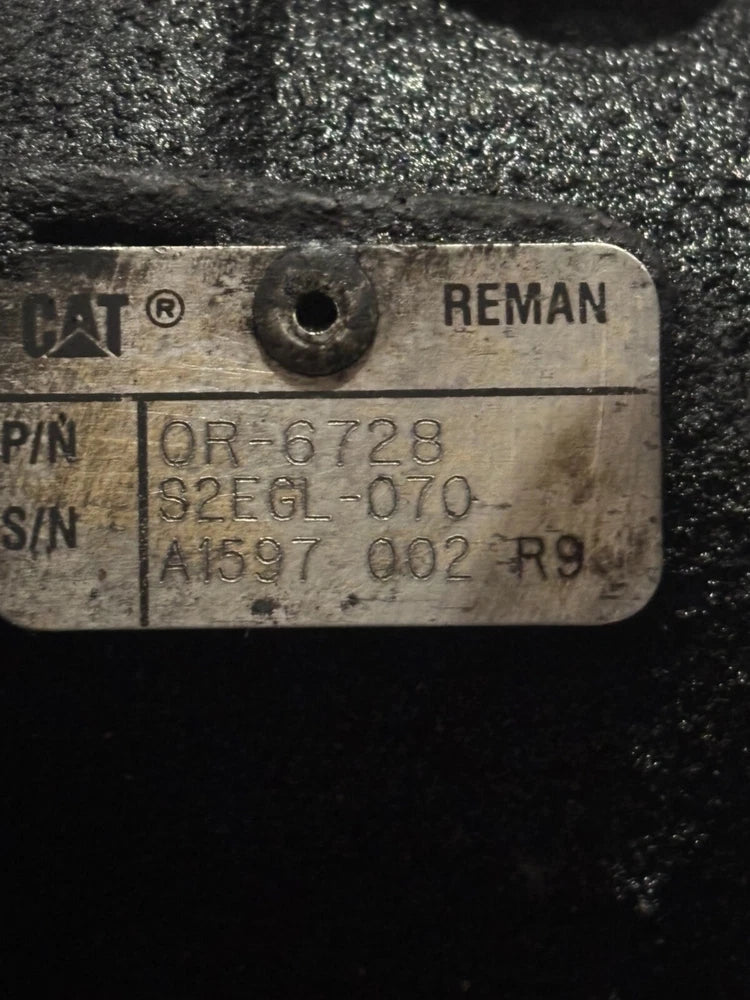 CAT® REMAN
P/N 0R-6728
S/N S2EGL-070
A1597 002 R9